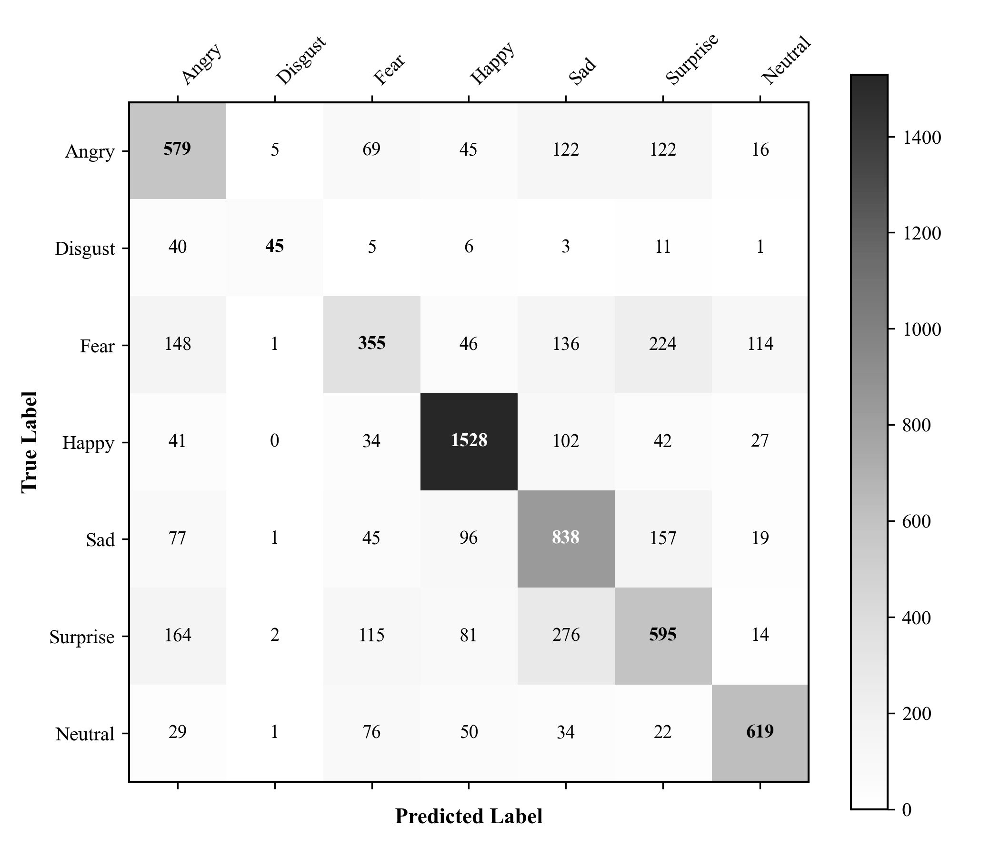 Angry Disgust Fear Happy Sad Surprise Neutral
Angry 579 5 69 45 122 122 16
Disgust 40 45 5 6 3 11 1
Fear 148 1 355 46 136 224 114
Happy 41 0 34 1528 102 42 27
Sad 77 1 45 96 838 157 19
Surprise 164 2 115 81 276 595 14
Neutral 29 1 76 50 34 22 619
True Label
Predicted Label
1400
1200
1000
800
600
400
200
0